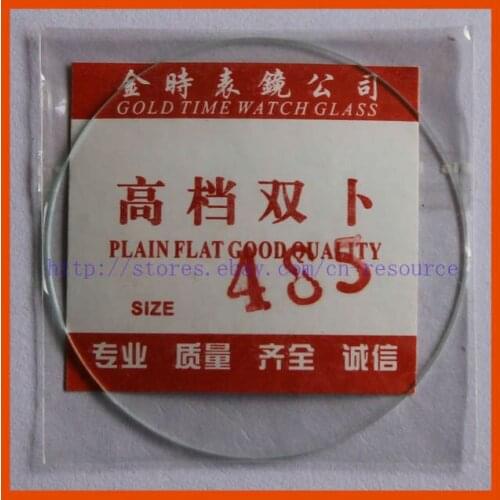 金時表鏡公司
GOLD TIME WATCH GLASS
高档双卜
PLAIN FLAT GOOD QUALITY
http://stores.ebay.com/cn-resource
SIZE 485
专业 质量 齐全 诚信